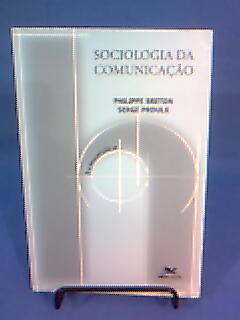 SOCIOLOGIA DA
COMUNICAÇÃO
PHILIPPE BRETON
SERGE PROULX